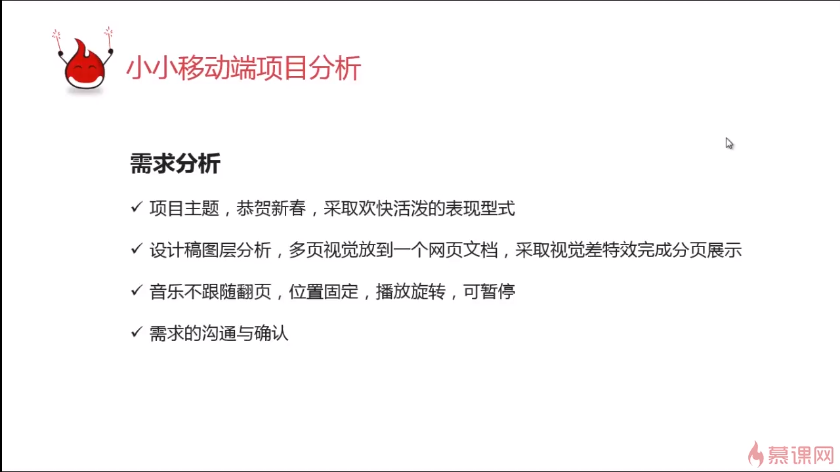 小小移动端项目分析
需求分析
✓ 项目主题，恭贺新春，采取欢快活泼的表现型式
✓ 设计稿图层分析，多页视觉放到一个网页文档，采取视觉差特效完成分页展示
✓ 音乐不跟随翻页，位置固定，播放旋转，可暂停
✓ 需求的沟通与确认
慕课网